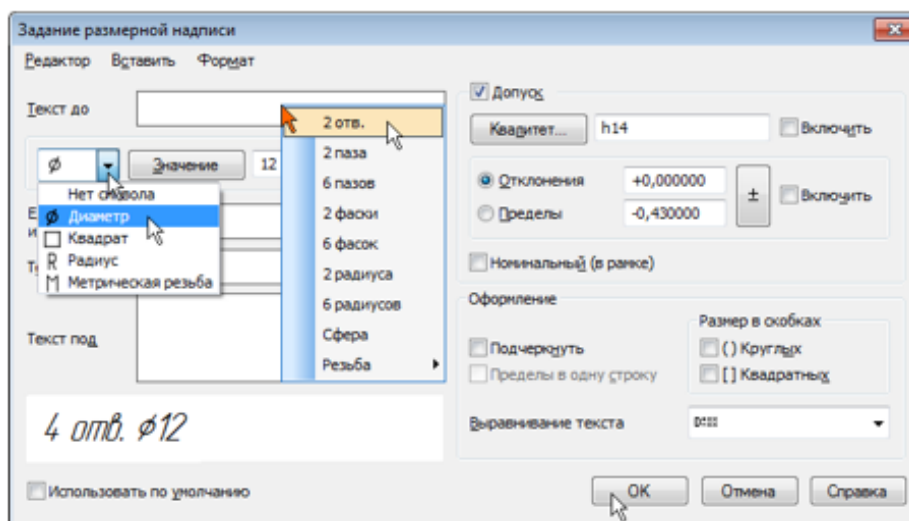 Задание размерной надписи
Редактор Вставить Формат
Текст до
2 отв.
2 паза
6 пазов
2 фаски
6 фасок
2 радиуса
6 радиусов
Сфера
Резьба
Ø Значение 12
Нет символа
Ø Диаметр
Квадрат
R Радиус
M Метрическая резьба
Текст под
4 отв. Ø12
Использовать по умолчанию
Допуск
Квалитет... h14 Включить
Отклонения +0,000000 ± Включить
Пределы -0,430000
Номинальный (в рамке)
Оформление
Подчеркнуть
Пределы в одну строку
Размер в скобках
( ) Круглых
[ ] Квадратных
Выравнивание текста
OK Отмена Справка